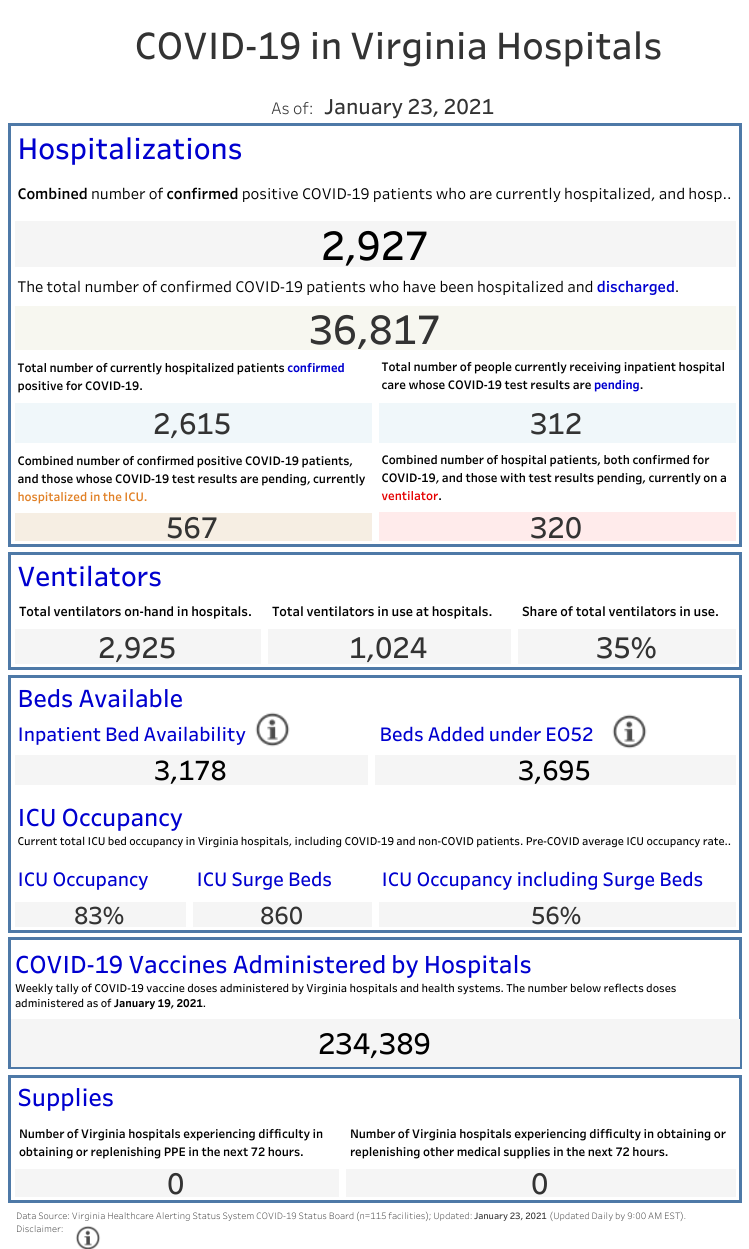 COVID-19 in Virginia Hospitals
As of: January 23, 2021
Hospitalizations
Combined number of confirmed positive COVID-19 patients who are currently hospitalized, and hosp..
2,927
The total number of confirmed COVID-19 patients who have been hospitalized and discharged.
36,817
Total number of currently hospitalized patients confirmed
positive for COVID-19.
Total number of people currently receiving inpatient hospital
care whose COVID-19 test results are pending.
2,615
312
Combined number of confirmed positive COVID-19 patients,
and those whose COVID-19 test results are pending, currently
hospitalized in the ICU.
Combined number of hospital patients, both confirmed for
COVID-19, and those with test results pending, currently on a
ventilator.
567
320
Ventilators
Total ventilators on-hand in hospitals.
Total ventilators in use at hospitals.
Share of total ventilators in use.
2,925
1,024
35%
Beds Available
Inpatient Bed Availability
Beds Added under EO52
3,178
3,695
ICU Occupancy
Current total ICU bed occupancy in Virginia hospitals, including COVID-19 and non-COVID patients. Pre-COVID average ICU occupancy rate..
ICU Occupancy
ICU Surge Beds
ICU Occupancy including Surge Beds
83%
860
56%
COVID-19 Vaccines Administered by Hospitals
Weekly tally of COVID-19 vaccine doses administered by Virginia hospitals and health systems. The number below reflects doses
administered as of January 19, 2021.
234,389
Supplies
Number of Virginia hospitals experiencing difficulty in
obtaining or replenishing PPE in the next 72 hours.
Number of Virginia hospitals experiencing difficulty in obtaining or
replenishing other medical supplies in the next 72 hours.
0
0
Data Source: Virginia Healthcare Alerting Status System COVID-19 Status Board (n=115 facilities); Updated: January 23, 2021 (Updated Daily by 9:00 AM EST).
Disclaimer: